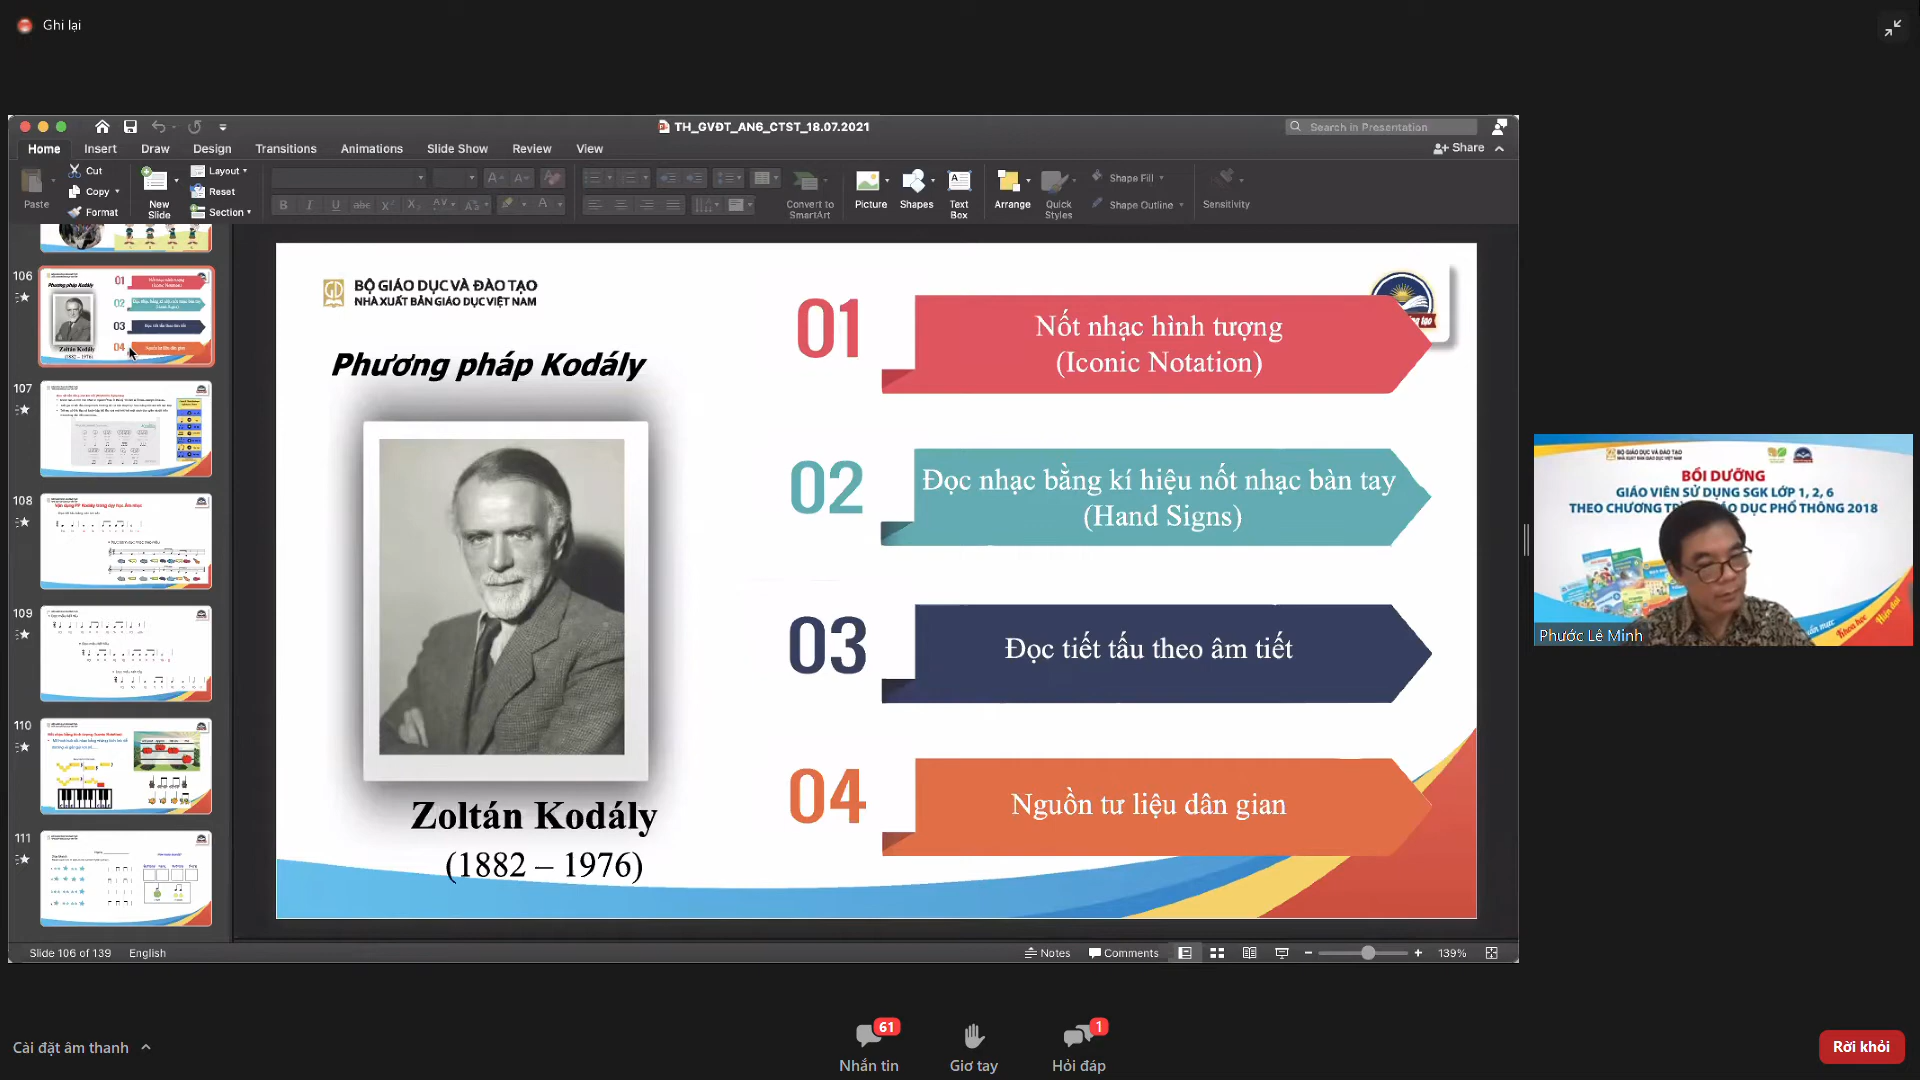 Ghi lại
TH_GVĐT_AN6_CTST_18.07.2021
Search in Presentation
Home Insert Draw Design Transitions Animations Slide Show Review View
Share
Paste
Cut
Copy
Format
New Slide
Layout
Reset
Section
Convert to SmartArt
Picture
Shapes
Text Box
Arrange
Quick Styles
Shape Fill
Shape Outline
Sensitivity
106
107
108
109
110
111
BỘ GIÁO DỤC VÀ ĐÀO TẠO
NHÀ XUẤT BẢN GIÁO DỤC VIỆT NAM
Phương pháp Kodály
Zoltán Kodály
(1882 – 1976)
01
Nốt nhạc hình tượng
(Iconic Notation)
02
Đọc nhạc bằng kí hiệu nốt nhạc bàn tay
(Hand Signs)
03
Đọc tiết tấu theo âm tiết
04
Nguồn tư liệu dân gian
BỒI DƯỠNG
GIÁO VIÊN SỬ DỤNG SGK LỚP 1, 2, 6
Phước Lê Minh
Slide 106 of 139 English
Notes Comments 139%
Cài đặt âm thanh
61
Nhắn tin
Giơ tay
1
Hỏi đáp
Rời khỏi